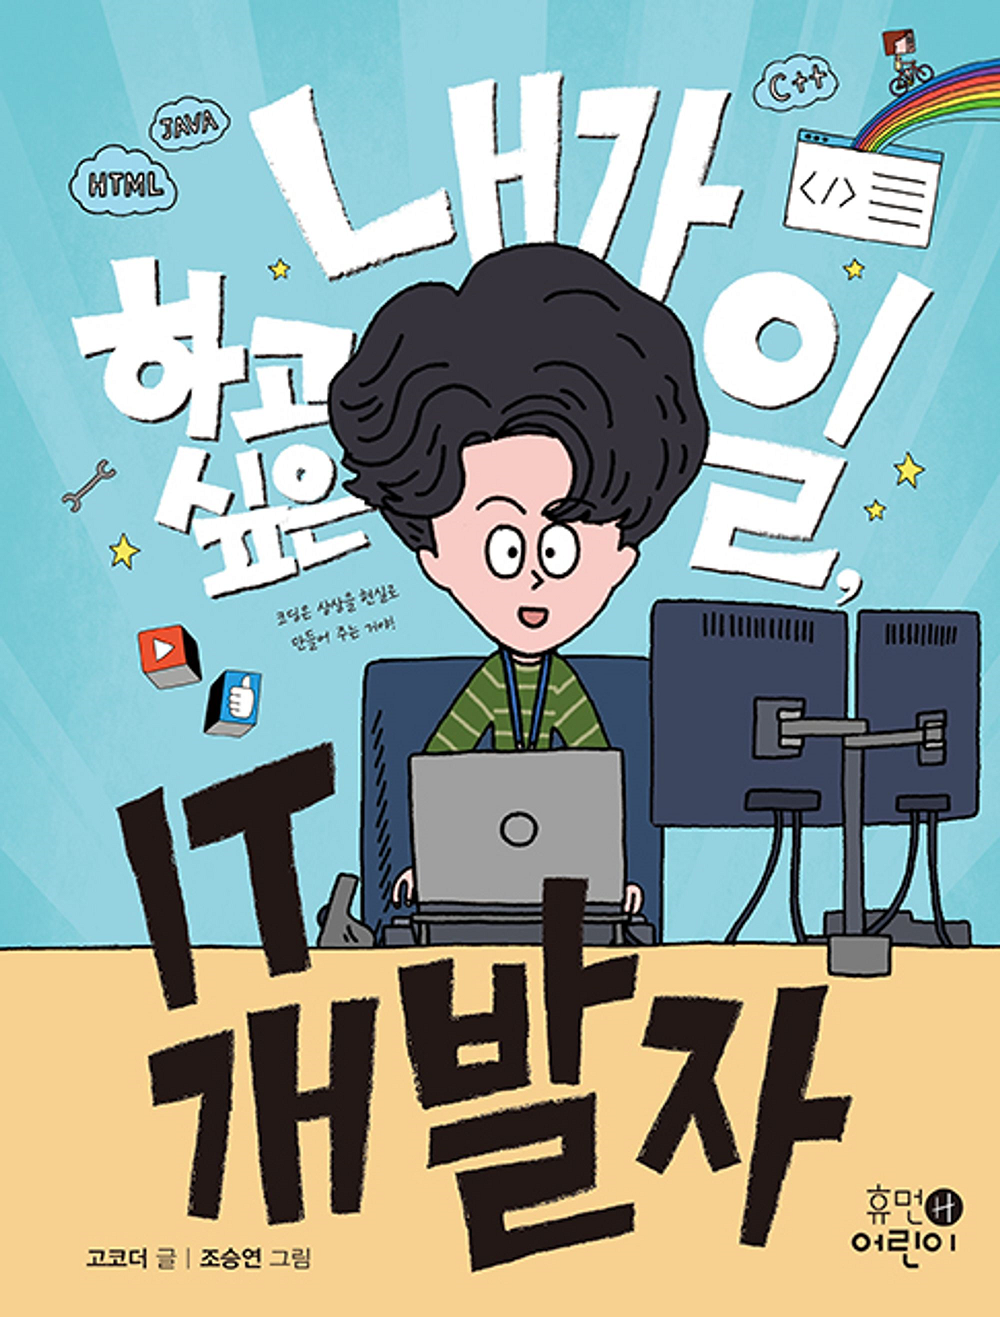 JAVA
HTML
C++
</>
내가
하고
싶은
일,
코딩은 상상을 현실로
만들어 주는 거야!
IT
개발자
고코더 글 | 조승연 그림
휴먼H
어린이